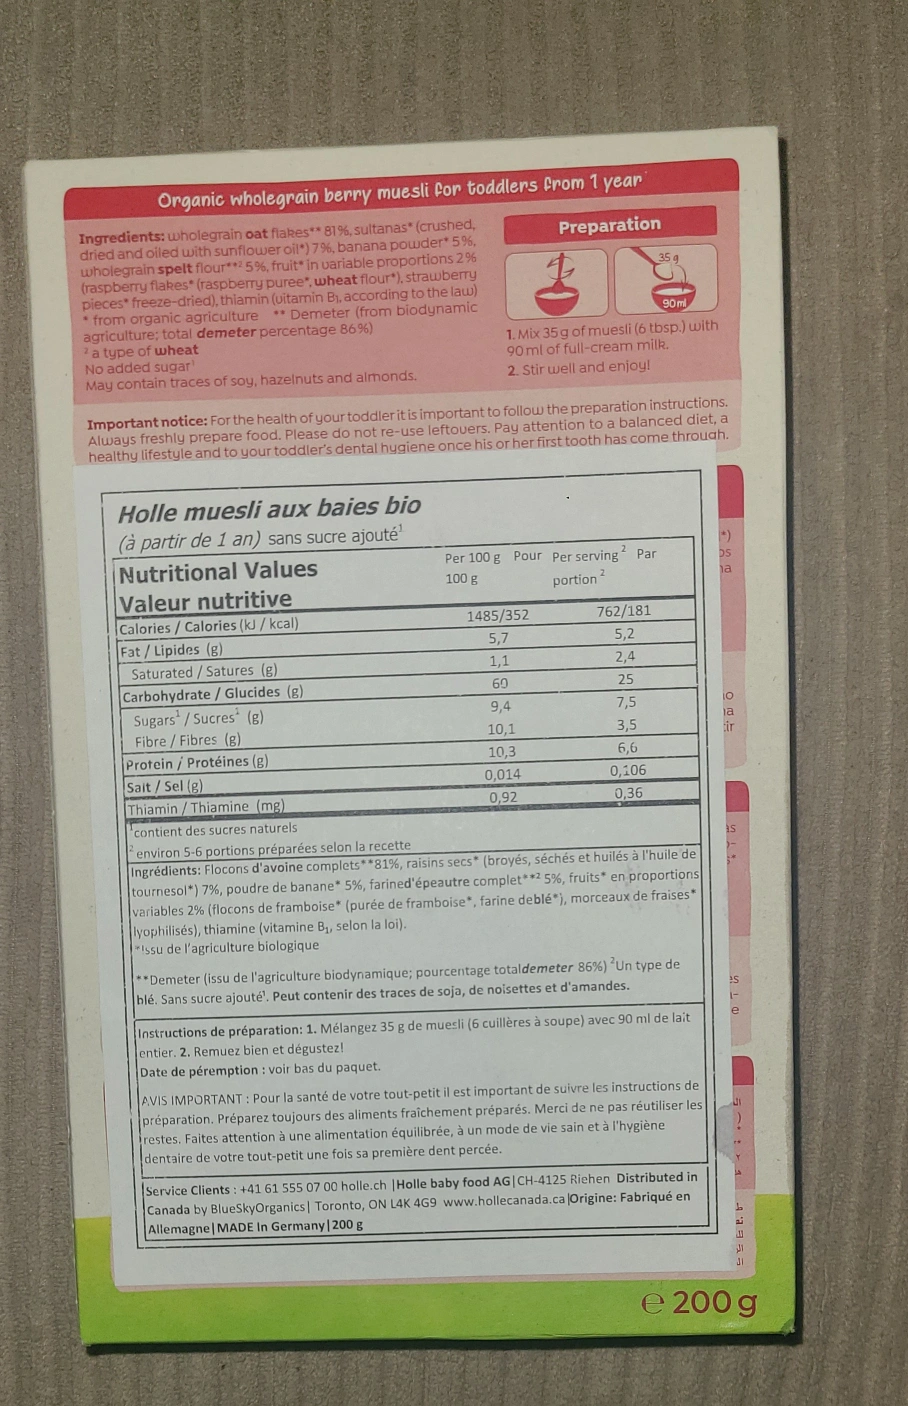 Organic wholegrain berry muesli for toddlers from 1 year
Ingredients: wholegrain oat flakes** 81%, sultanas* (crushed,
dried and oiled with sunflower oil*) 7%, banana powder* 5%,
wholegrain spelt flour**² 5%, fruit* in variable proportions 2%
(raspberry flakes* (raspberry puree*, wheat flour*), strawberry
pieces* freeze-dried), thiamin (vitamin B₁, according to the law)
* from organic agriculture ** Demeter (from biodynamic
agriculture; total demeter percentage 86%)
² a type of wheat
No added sugar¹
May contain traces of soy, hazelnuts and almonds.
Preparation
35 g
90ml
1. Mix 35 g of muesli (6 tbsp.) with
90 ml of full-cream milk.
2. Stir well and enjoy!
Important notice: For the health of your toddler it is important to follow the preparation instructions.
Always freshly prepare food. Please do not re-use leftovers. Pay attention to a balanced diet, a
healthy lifestyle and to your toddler's dental hygiene once his or her first tooth has come through.
Holle muesli aux baies bio
(à partir de 1 an) sans sucre ajouté¹
Nutritional Values
Valeur nutritive
Per 100 g Pour Per serving² Par
100 g portion²
Calories / Calories (kJ / kcal) 1485/352 762/181
Fat / Lipides (g) 5,7 5,2
Saturated / Satures (g) 1,1 2,4
Carbohydrate / Glucides (g) 60 25
Sugars¹ / Sucres¹ (g) 9,4 7,5
Fibre / Fibres (g) 10,1 3,5
Protein / Protéines (g) 10,3 6,6
Salt / Sel (g) 0,014 0,106
Thiamin / Thiamine (mg) 0,92 0,36
¹contient des sucres naturels
² environ 5-6 portions préparées selon la recette
Ingrédients: Flocons d'avoine complets**81%, raisins secs* (broyés, séchés et huilés à l'huile de
tournesol*) 7%, poudre de banane* 5%, farined'épeautre complet**² 5%, fruits* en proportions
variables 2% (flocons de framboise* (purée de framboise*, farine deblé*), morceaux de fraises*
lyophilisés), thiamine (vitamine B₁, selon la loi).
*Issu de l'agriculture biologique
**Demeter (issu de l'agriculture biodynamique; pourcentage totaldemeter 86%) ²Un type de
blé. Sans sucre ajouté¹. Peut contenir des traces de soja, de noisettes et d'amandes.
Instructions de préparation: 1. Mélangez 35 g de muesli (6 cuillères à soupe) avec 90 ml de lait
entier. 2. Remuez bien et dégustez!
Date de péremption : voir bas du paquet.
AVIS IMPORTANT : Pour la santé de votre tout-petit il est important de suivre les instructions de
préparation. Préparez toujours des aliments fraîchement préparés. Merci de ne pas réutiliser les
restes. Faites attention à une alimentation équilibrée, à un mode de vie sain et à l'hygiène
dentaire de votre tout-petit une fois sa première dent percée.
Service Clients : +41 61 555 07 00 holle.ch |Holle baby food AG|CH-4125 Riehen Distributed in
Canada by BlueSkyOrganics| Toronto, ON L4K 4G9 www.hollecanada.ca|Origine: Fabriqué en
Allemagne|MADE In Germany|200 g
e 200 g